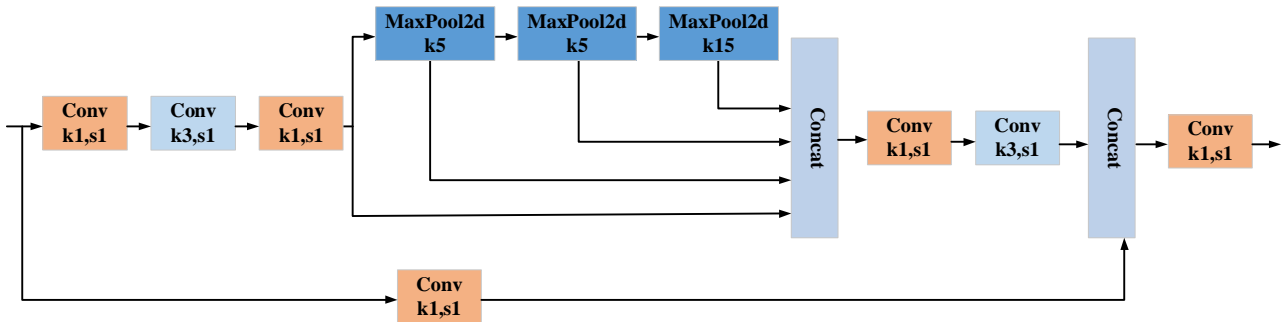 MaxPool2d
k5
MaxPool2d
k5
MaxPool2d
k15
Conv
k1,s1
Conv
k3,s1
Conv
k1,s1
Concat
Conv
k1,s1
Conv
k3,s1
Concat
Conv
k1,s1
Conv
k1,s1